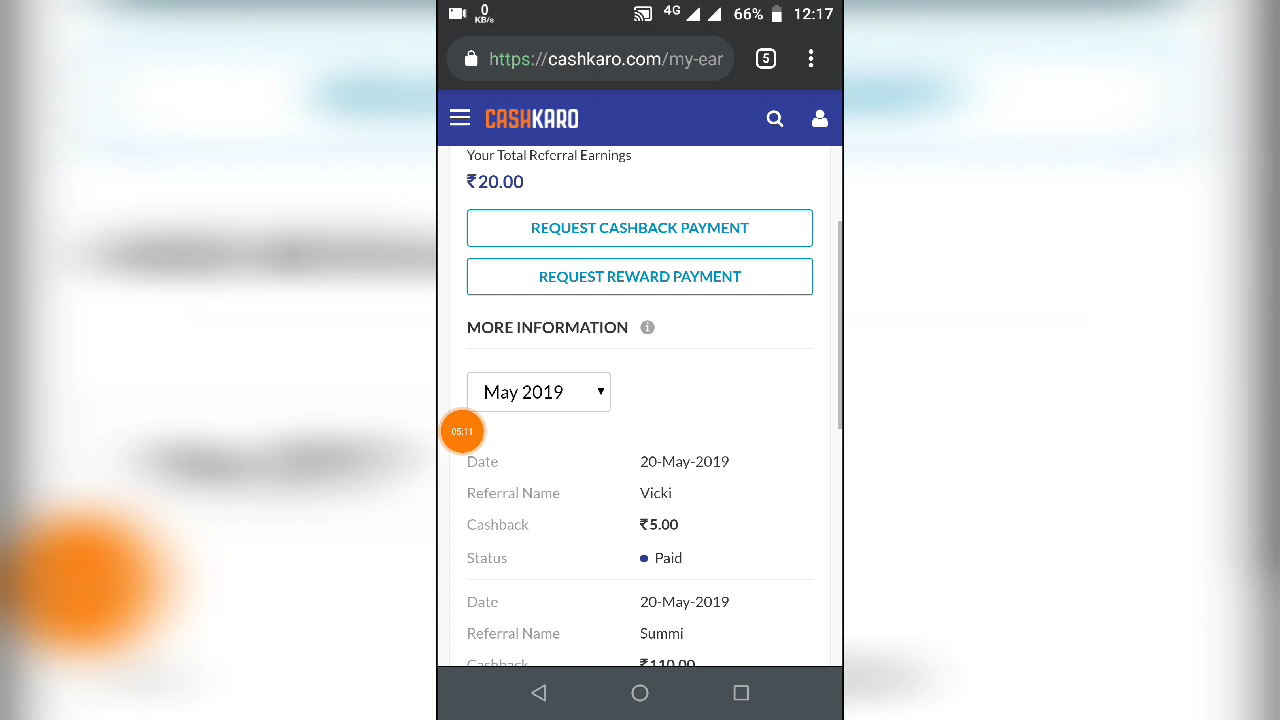 0 KB/s 4G 66% 12:17
https://cashkaro.com/my-ear 5
CASHKARO
Your Total Referral Earnings
₹20.00
REQUEST CASHBACK PAYMENT
REQUEST REWARD PAYMENT
MORE INFORMATION
May 2019
05:11
Date 20-May-2019
Referral Name Vicki
Cashback ₹5.00
Status Paid
Date 20-May-2019
Referral Name Summi
Cashback ₹110.00